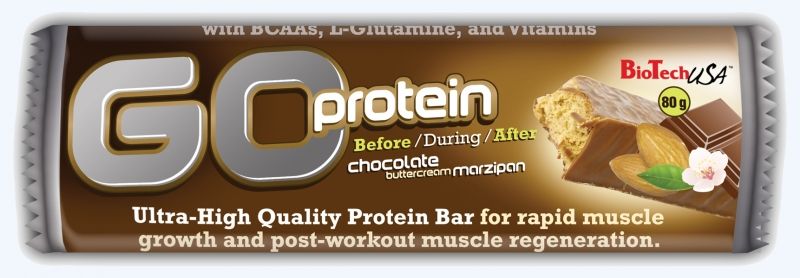 with BCAAs, L-Glutamine, and Vitamins
GO
protein
BioTechUSA™
80 g
Before / During / After
chocolate
buttercream marzipan
Ultra-High Quality Protein Bar for rapid muscle
growth and post-workout muscle regeneration.